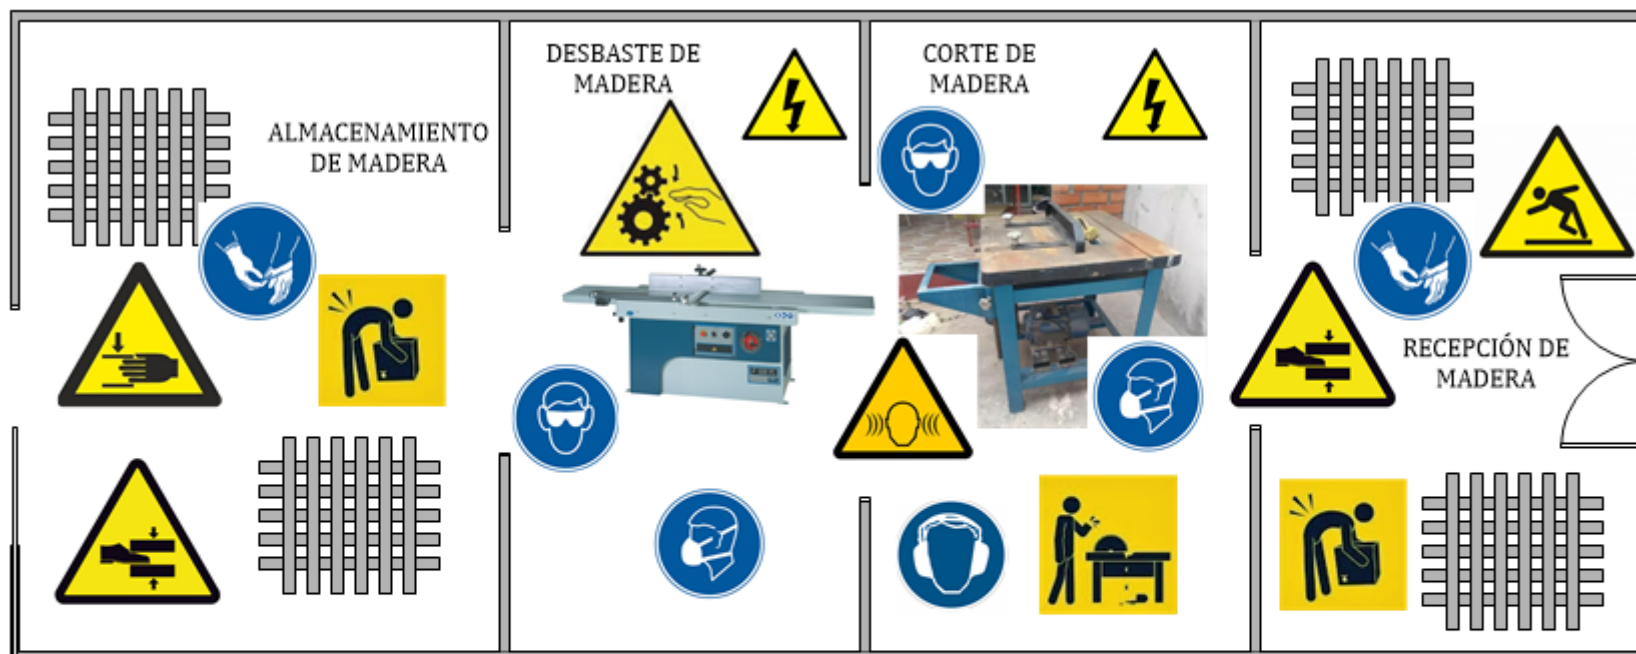 ALMACENAMIENTO
DE MADERA
DESBASTE DE
MADERA
CORTE DE
MADERA
RECEPCIÓN DE
MADERA